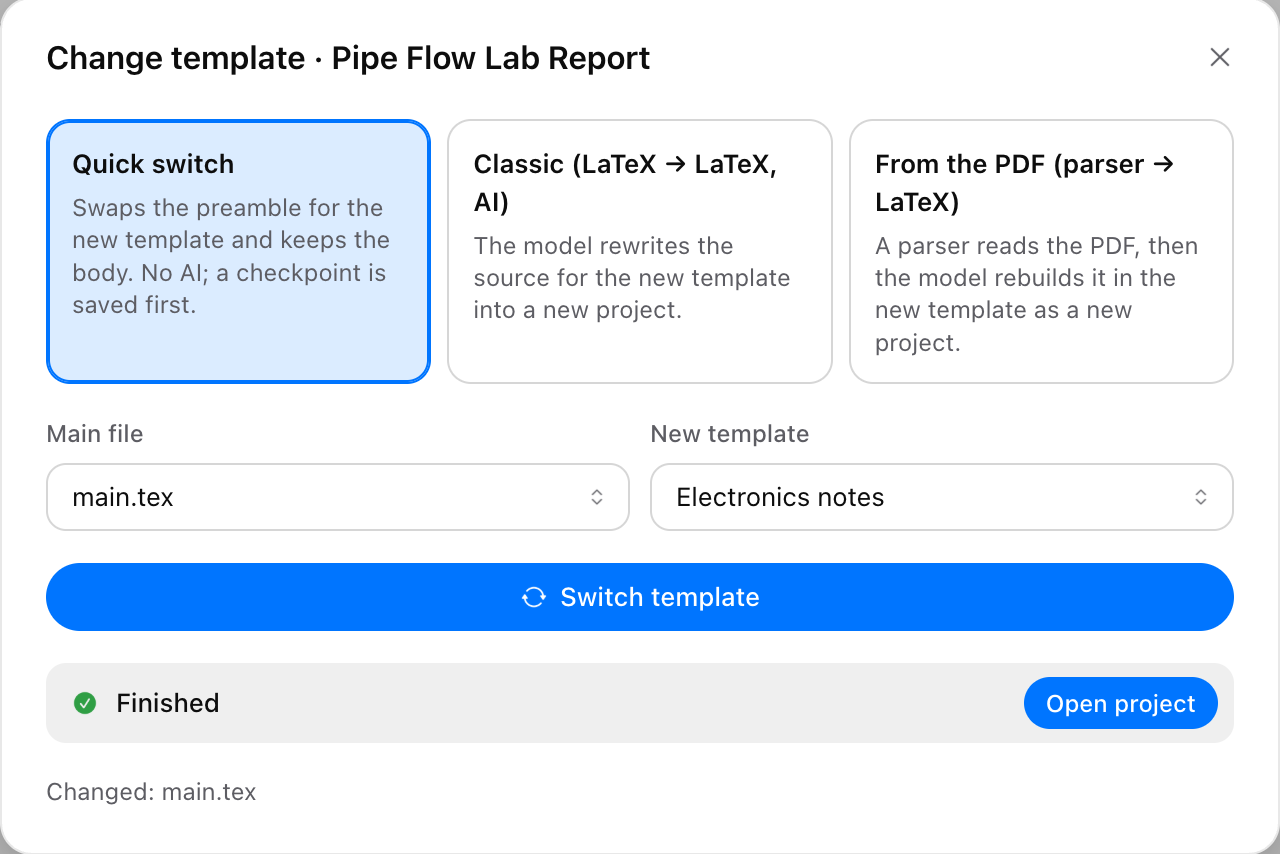 Change template · Pipe Flow Lab Report
Quick switch
Swaps the preamble for the
new template and keeps the
body. No AI; a checkpoint is
saved first.
Classic (LaTeX → LaTeX,
AI)
The model rewrites the
source for the new template
into a new project.
From the PDF (parser →
LaTeX)
A parser reads the PDF, then
the model rebuilds it in the
new template as a new
project.
Main file
main.tex
New template
Electronics notes
Switch template
Finished
Open project
Changed: main.tex